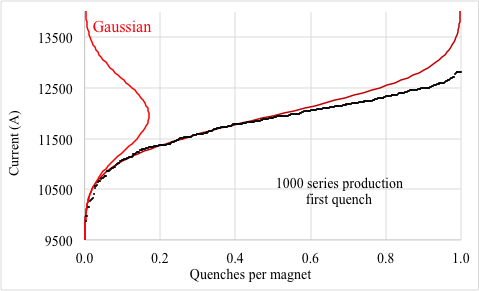 Gaussian
13500
12500
11500
10500
9500
Current (A)
1000 series production
first quench
0.0 0.2 0.4 0.6 0.8 1.0
Quenches per magnet